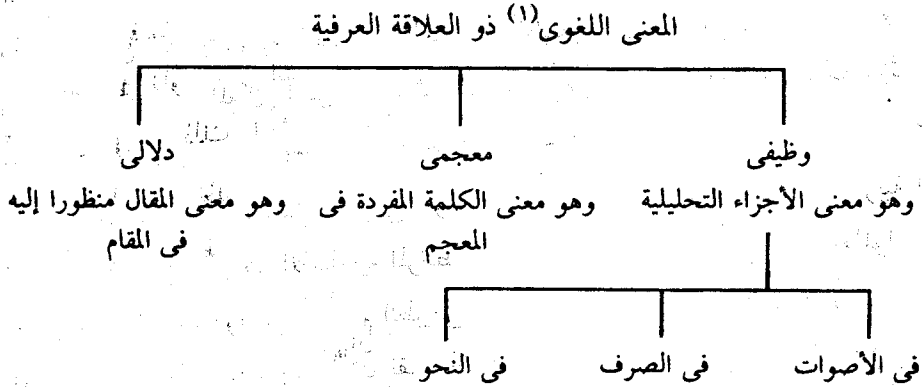 المعنى اللغوى(١) ذو العلاقة العرفية
وظيفى
وهو معنى الأجزاء التحليلية
معجمى
وهو معنى الكلمة المفردة فى
المعجم
دلالى
وهو معنى المقال منظورا إليه
فى المقام
فى الأصوات
فى الصرف
فى النحو